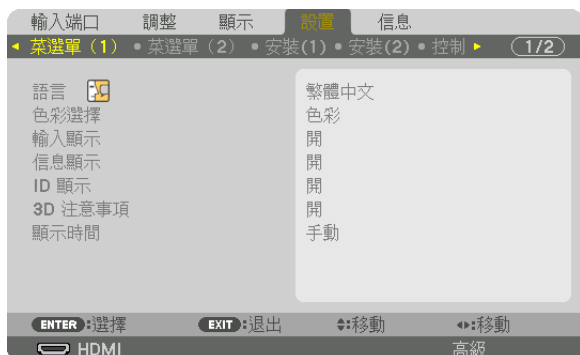 輸入端口 調整 顯示 設置 信息
◂ 菜選單（1） • 菜選單（2） • 安裝(1) • 安裝(2) • 控制 ▸ (1/2)
語言 繁體中文
色彩選擇 色彩
輸入顯示 開
信息顯示 開
ID 顯示 開
3D 注意事項 開
顯示時間 手動
ENTER:選擇 EXIT:退出 :移動 :移動
HDMI 高級